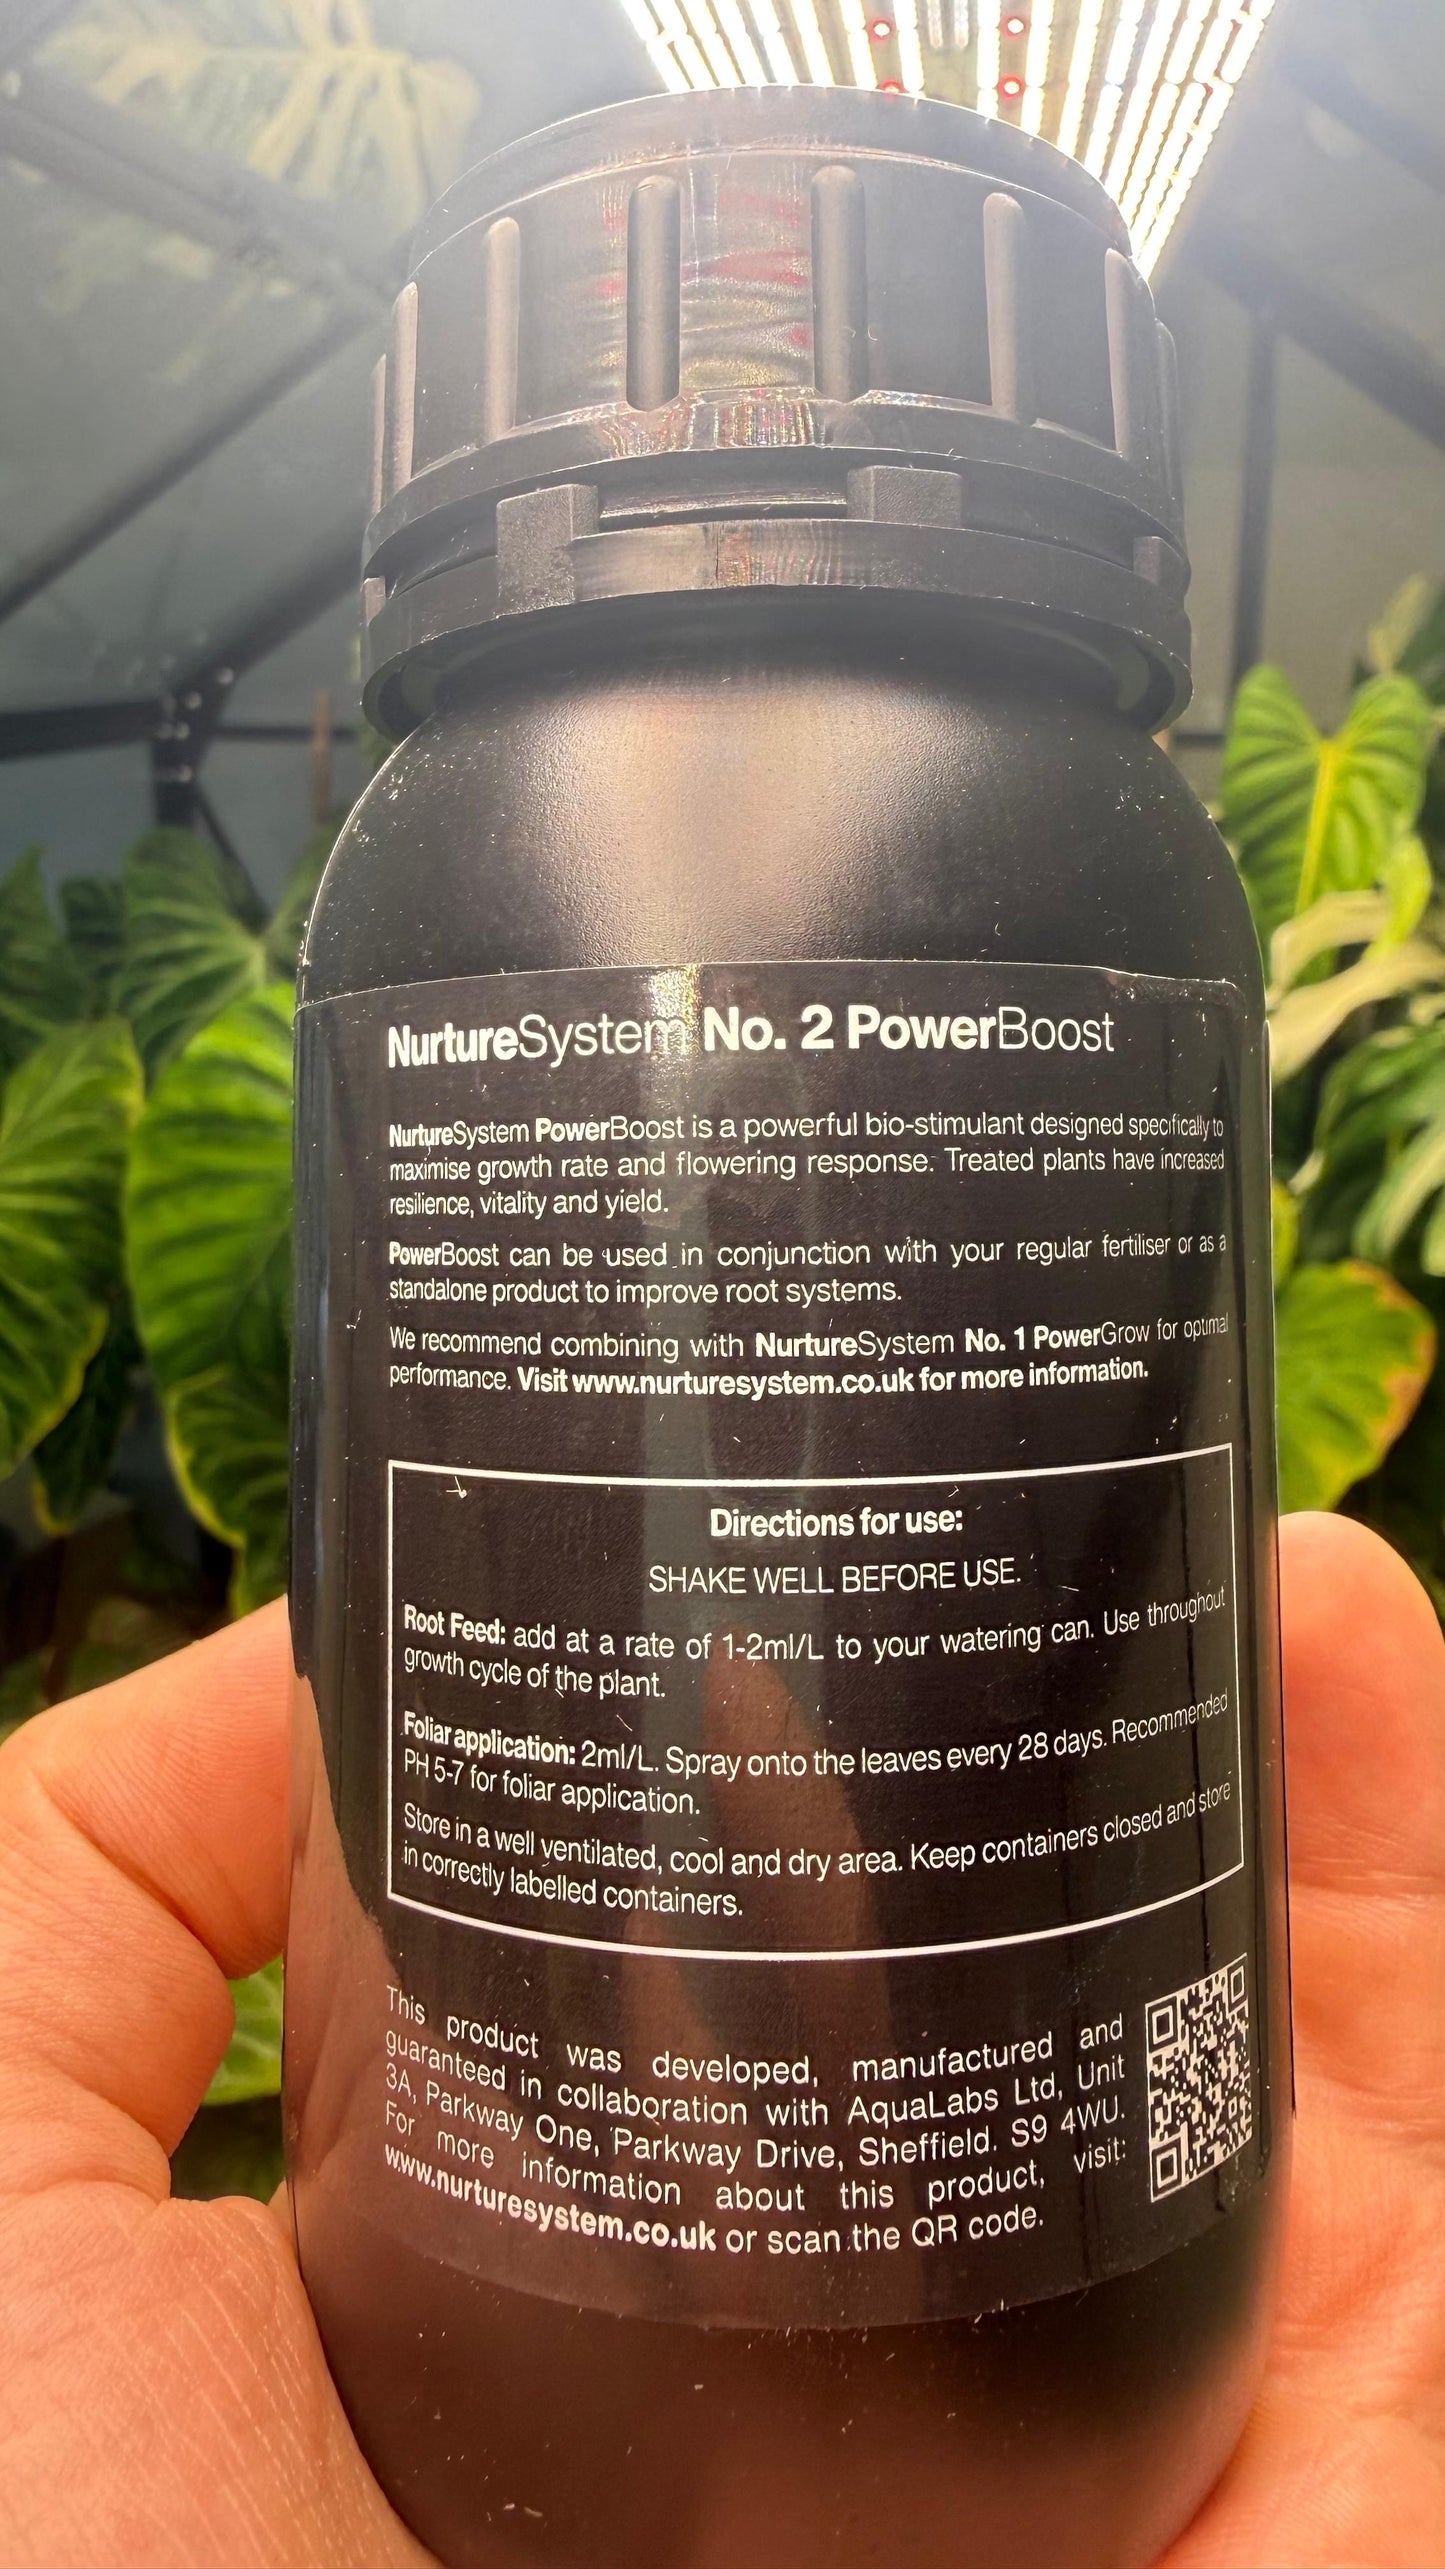 NurtureSystem No. 2 PowerBoost
NurtureSystem PowerBoost is a powerful bio-stimulant designed specifically to
maximise growth rate and flowering response. Treated plants have increased
resilience, vitality and yield.
PowerBoost can be used in conjunction with your regular fertiliser or as a
standalone product to improve root systems.
We recommend combining with NurtureSystem No. 1 PowerGrow for optimal
performance. Visit www.nurturesystem.co.uk for more information.
Directions for use:
SHAKE WELL BEFORE USE.
Root Feed: add at a rate of 1-2ml/L to your watering can. Use throughout
growth cycle of the plant.
Foliar application: 2ml/L. Spray onto the leaves every 28 days. Recommended
PH 5-7 for foliar application.
Store in a well ventilated, cool and dry area. Keep containers closed and store
in correctly labelled containers.
This product was developed, manufactured and
guaranteed in collaboration with AquaLabs Ltd, Unit
3A, Parkway One, Parkway Drive, Sheffield. S9 4WU.
For more information about this product, visit:
www.nurturesystem.co.uk or scan the QR code.